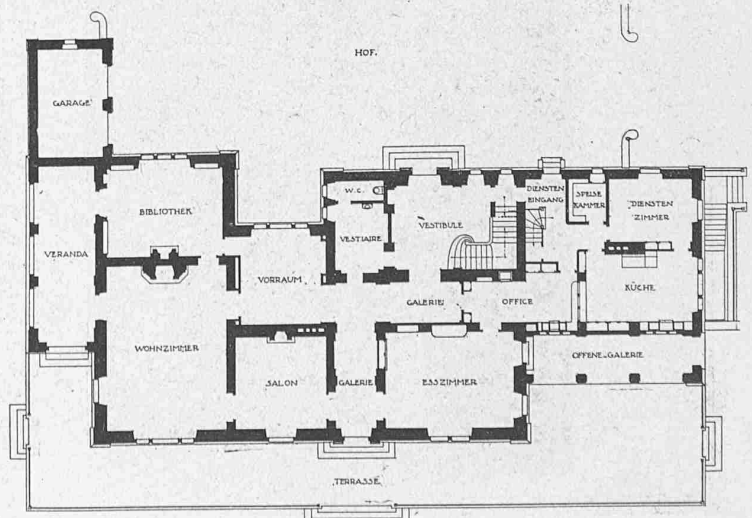 HOF.
GARAGE
W.C.
DIENSTEN
EINGANG
SPEISE
KAMMER
DIENSTEN
ZIMMER
BIBLIOTHEK
VESTIAIRE
VESTIBULE
VERANDA
VORRAUM
KÜCHE
GALERIE
OFFICE
WOHNZIMMER
SALON
GALERIE
ESSZIMMER
OFFENE GALERIE
TERRASSE